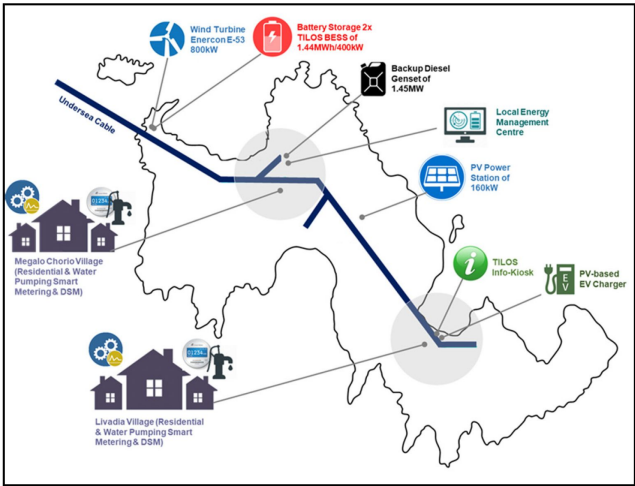 Wind Turbine
Enercon E-53
800kW
Battery Storage 2x
TILOS BESS of
1.44MWh/400kW
Backup Diesel
Genset of
1.45MW
Undersea Cable
Local Energy
Management
Centre
PV Power
Station of
160kW
Megalo Chorio Village
(Residential & Water
Pumping Smart
Metering & DSM)
TILOS
Info-Kiosk
EV
PV-based
EV Charger
Livadia Village (Residential
& Water Pumping Smart
Metering & DSM)